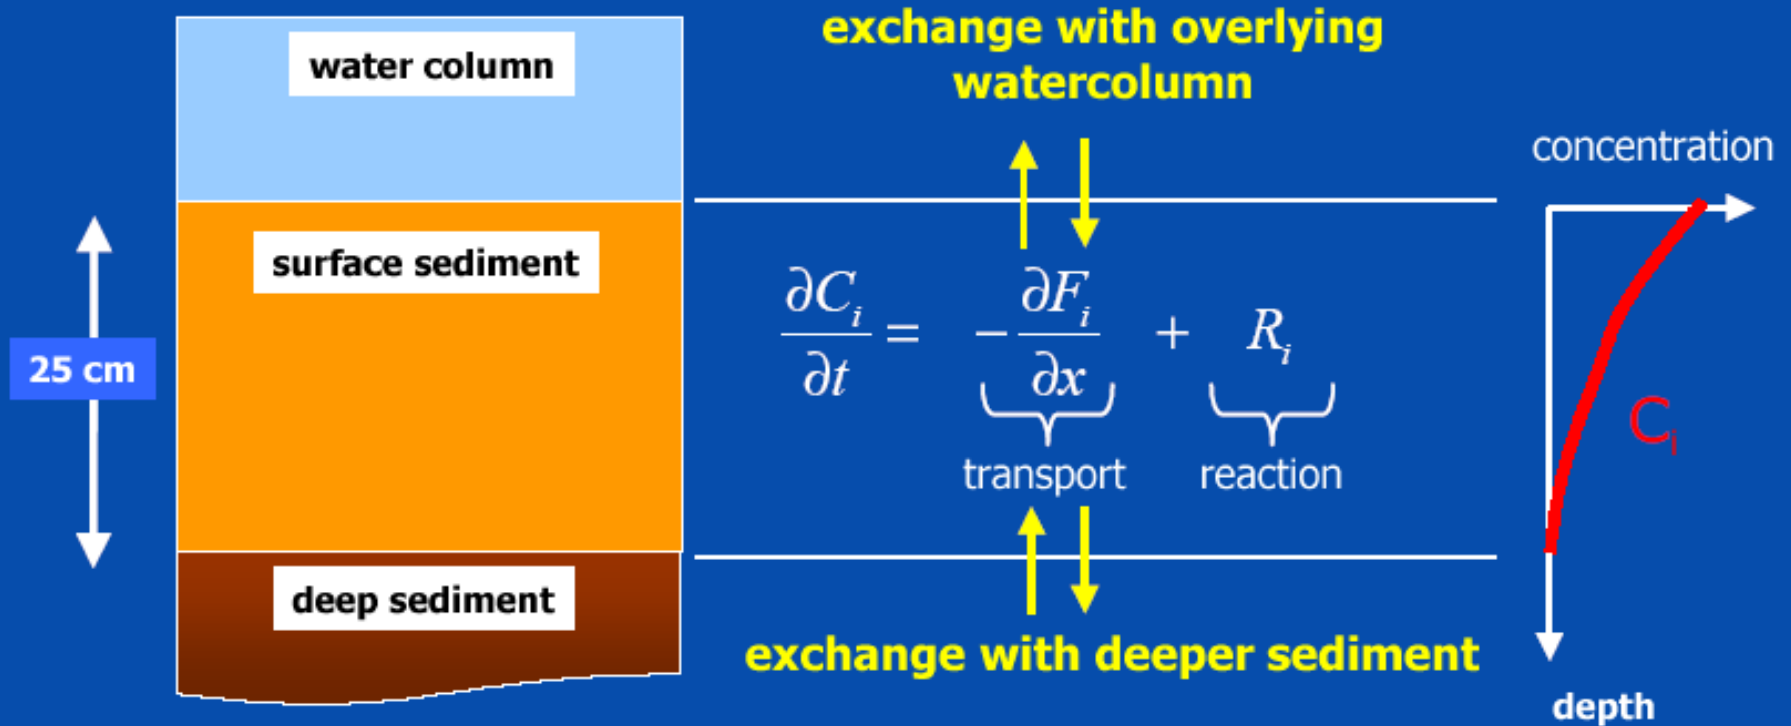 water column
exchange with overlying
watercolumn
concentration
surface sediment
∂C_i/∂t = −∂F_i/∂x + R_i
25 cm
C_i
transport reaction
deep sediment
exchange with deeper sediment
depth